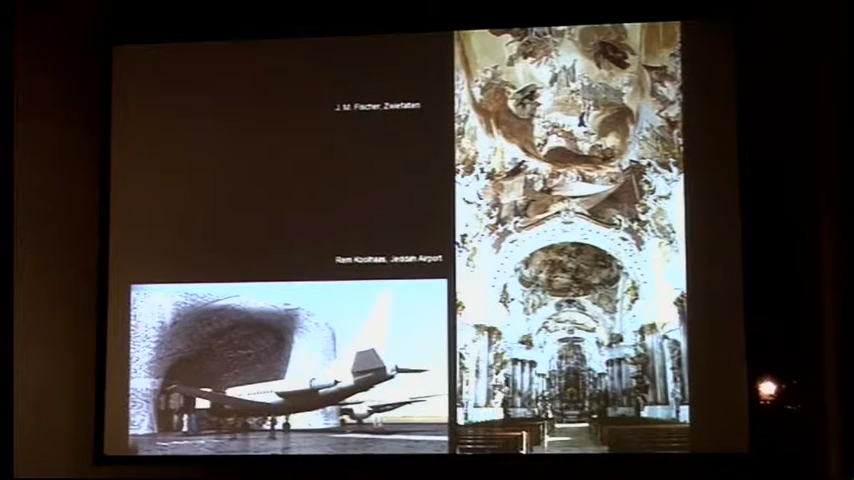 J. M. Fischer, Zwiefalten
Rem Koolhaas, Jeddah Airport